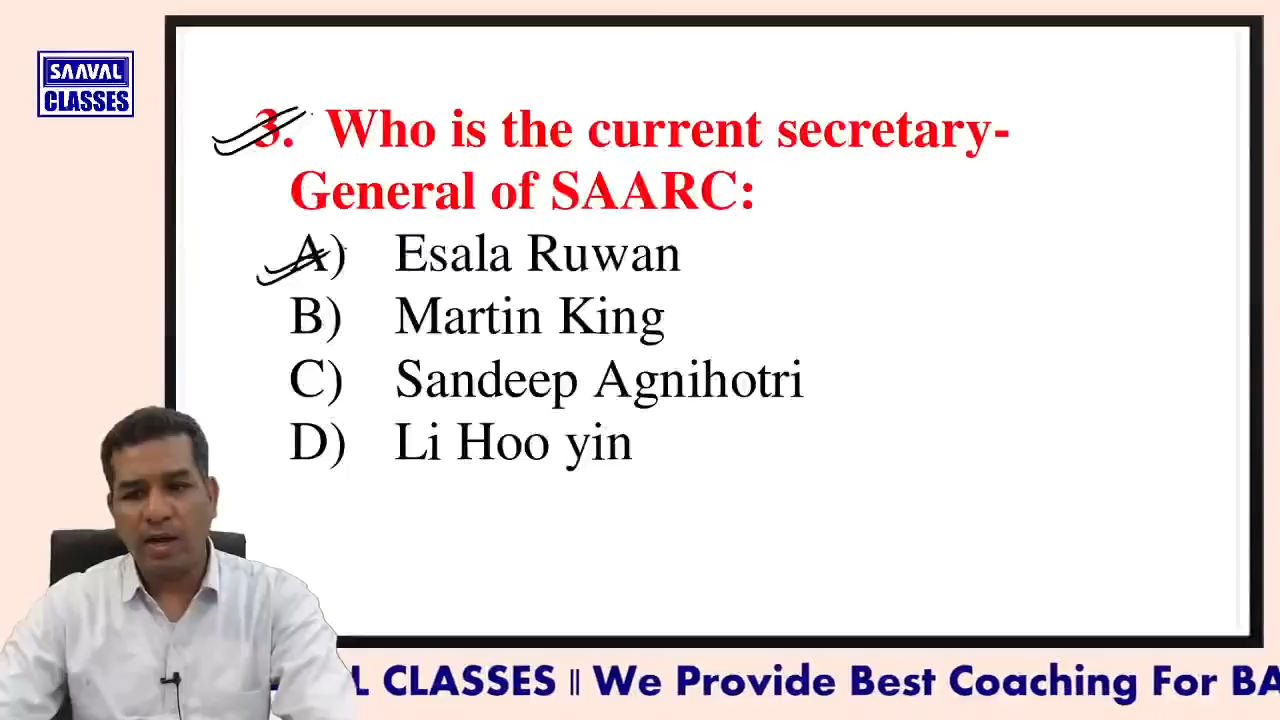 SAAVAL
CLASSES
3. Who is the current secretary-
General of SAARC:
A) Esala Ruwan
B) Martin King
C) Sandeep Agnihotri
D) Li Hoo yin
L CLASSES || We Provide Best Coaching For BA